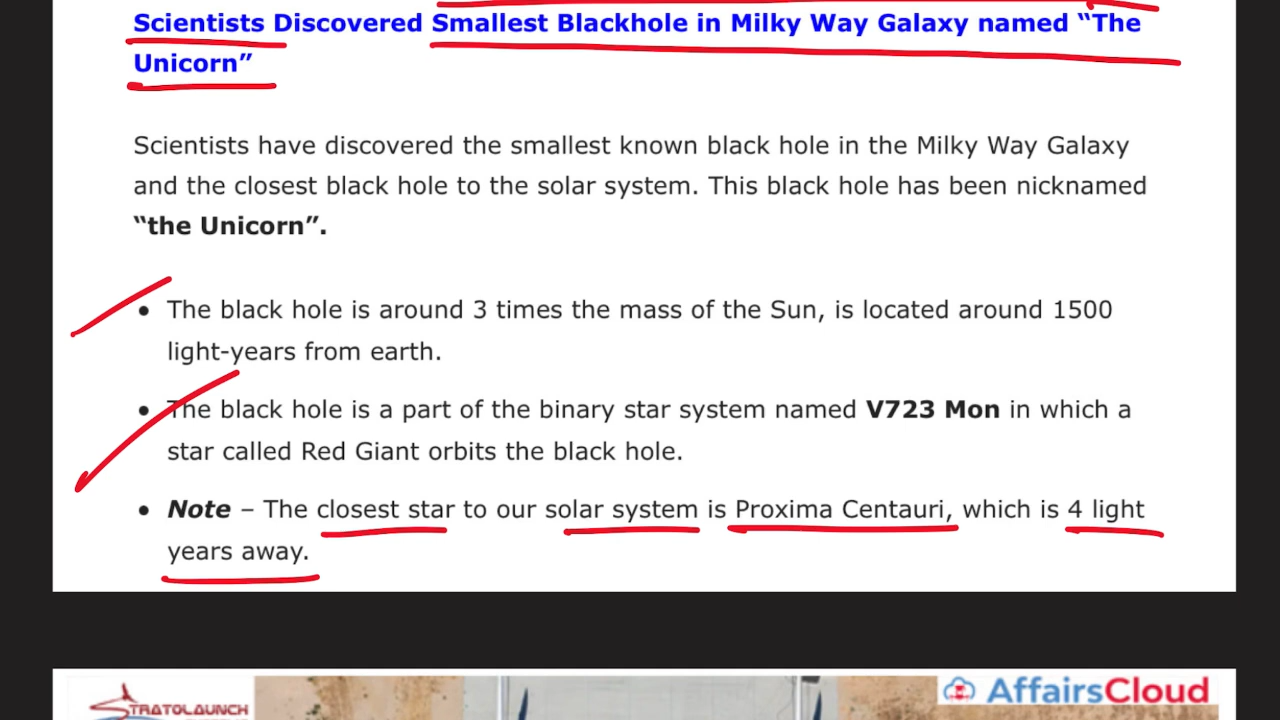 Scientists Discovered Smallest Blackhole in Milky Way Galaxy named “The
Unicorn”
Scientists have discovered the smallest known black hole in the Milky Way Galaxy
and the closest black hole to the solar system. This black hole has been nicknamed
“the Unicorn”.
• The black hole is around 3 times the mass of the Sun, is located around 1500
light-years from earth.
• The black hole is a part of the binary star system named V723 Mon in which a
star called Red Giant orbits the black hole.
• Note – The closest star to our solar system is Proxima Centauri, which is 4 light
years away.
STRATOLAUNCH
AffairsCloud